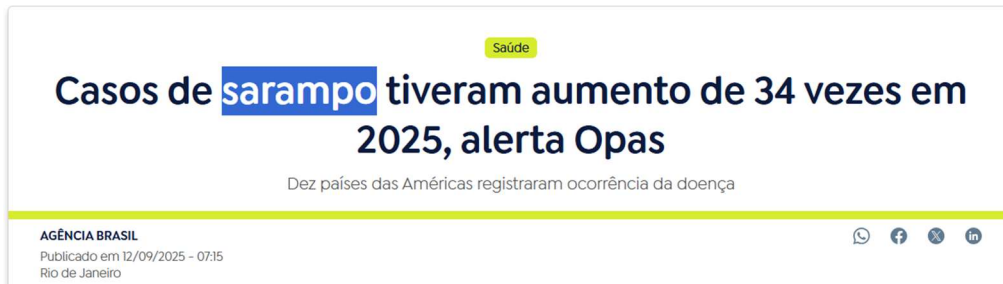 Saúde
Casos de sarampo tiveram aumento de 34 vezes em
2025, alerta Opas
Dez países das Américas registraram ocorrência da doença
AGÊNCIA BRASIL
Publicado em 12/09/2025 - 07:15
Rio de Janeiro